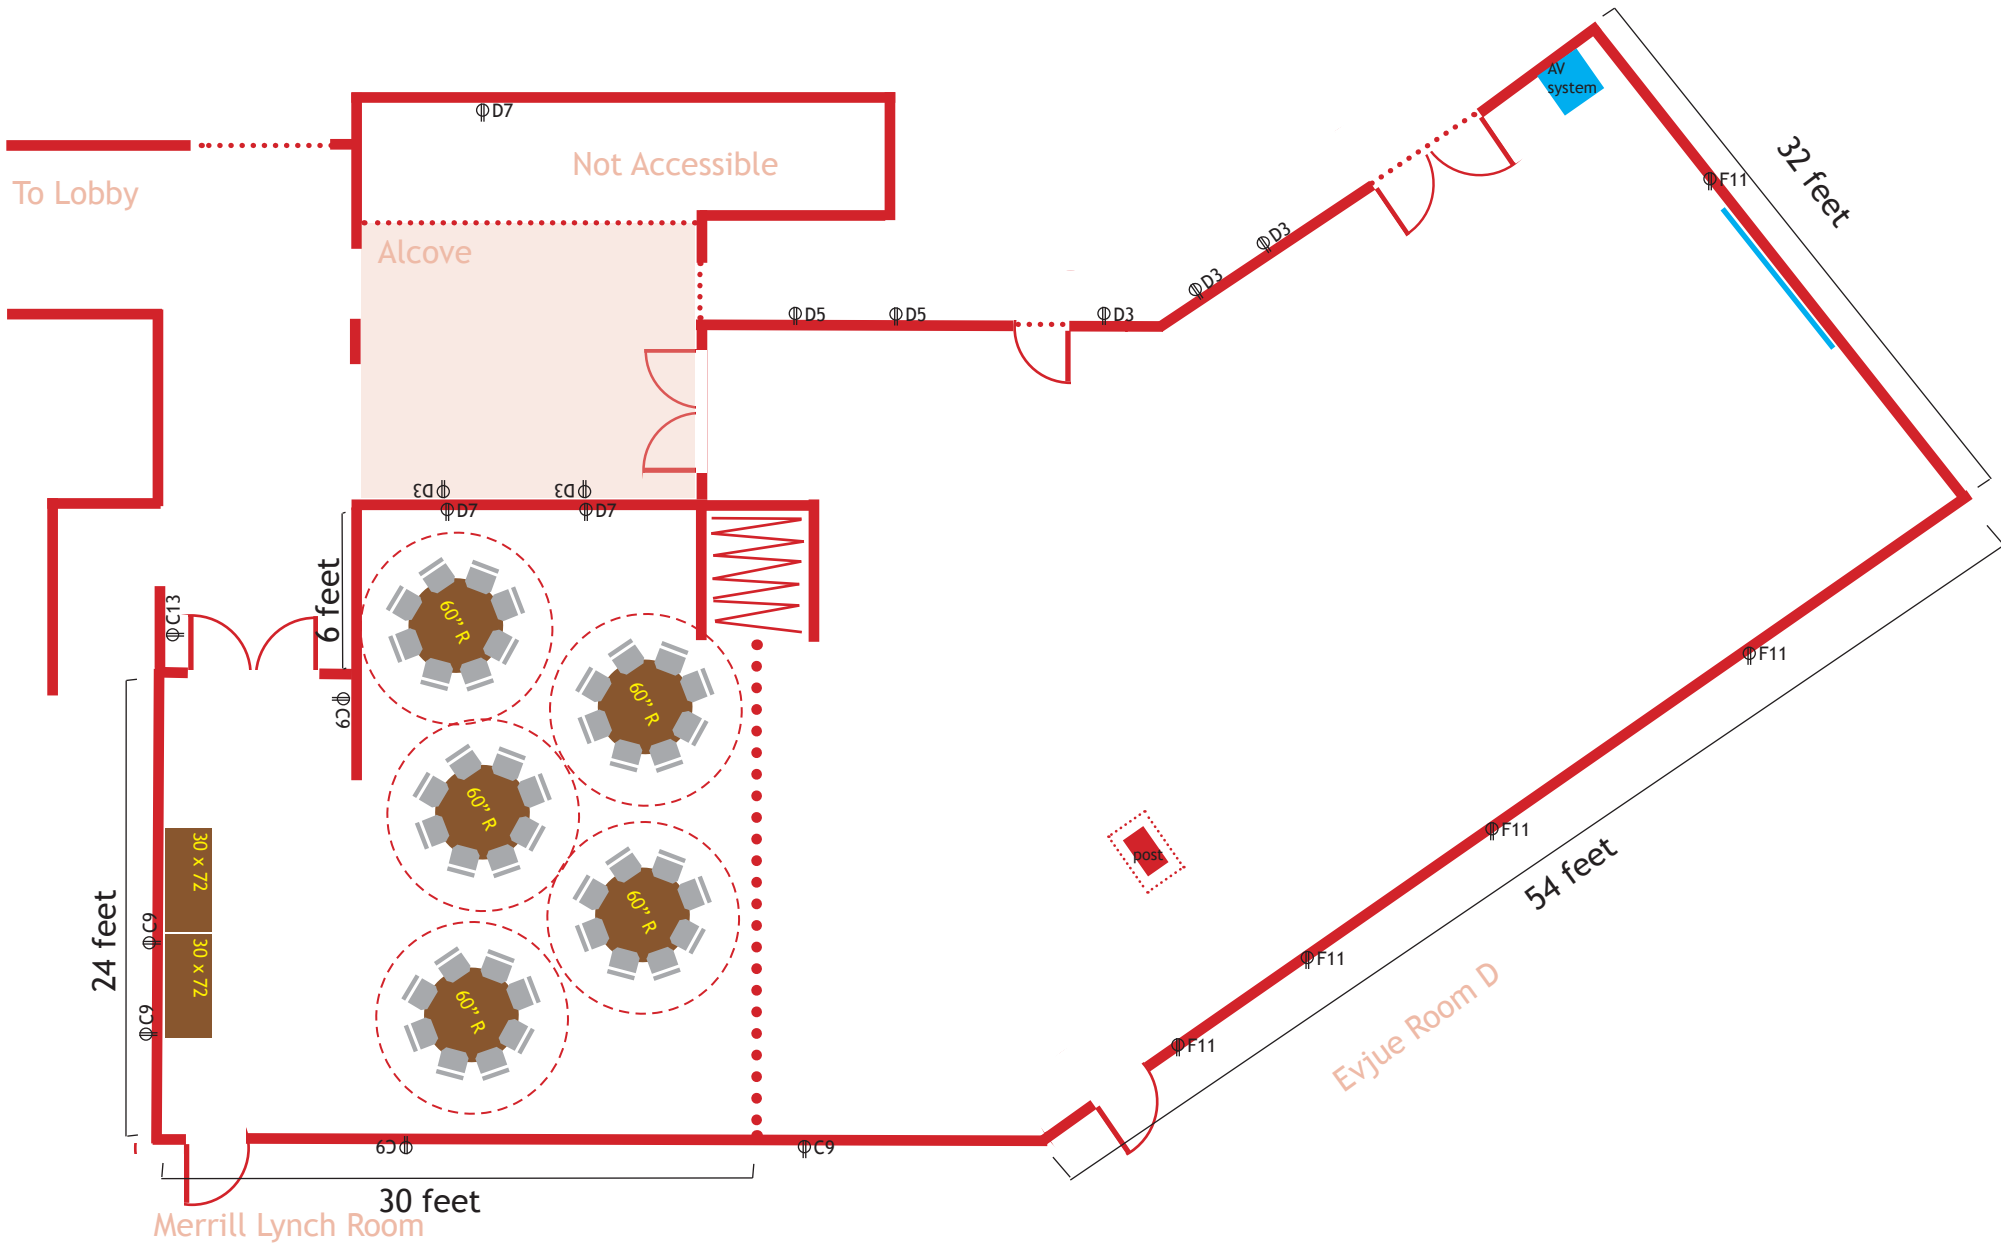 D7
Not Accessible
To Lobby
Alcove
AV
system
F11
32 feet
D3
D3
D5
D5
D3
D3
D3
D7
D7
6 feet
C13
C9
60” R
60” R
60” R
60” R
60” R
30 x 72
30 x 72
24 feet
C9
C9
post
F11
F11
F11
F11
54 feet
Evjue Room D
C9
C9
30 feet
Merrill Lynch Room